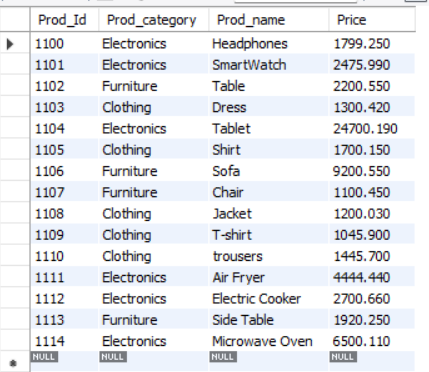 Prod_Id Prod_category Prod_name Price
1100 Electronics Headphones 1799.250
1101 Electronics SmartWatch 2475.990
1102 Furniture Table 2200.550
1103 Clothing Dress 1300.420
1104 Electronics Tablet 24700.190
1105 Clothing Shirt 1700.150
1106 Furniture Sofa 9200.550
1107 Furniture Chair 1100.450
1108 Clothing Jacket 1200.030
1109 Clothing T-shirt 1045.900
1110 Clothing trousers 1445.700
1111 Electronics Air Fryer 4444.440
1112 Electronics Electric Cooker 2700.660
1113 Furniture Side Table 1920.250
1114 Electronics Microwave Oven 6500.110
NULL NULL NULL NULL